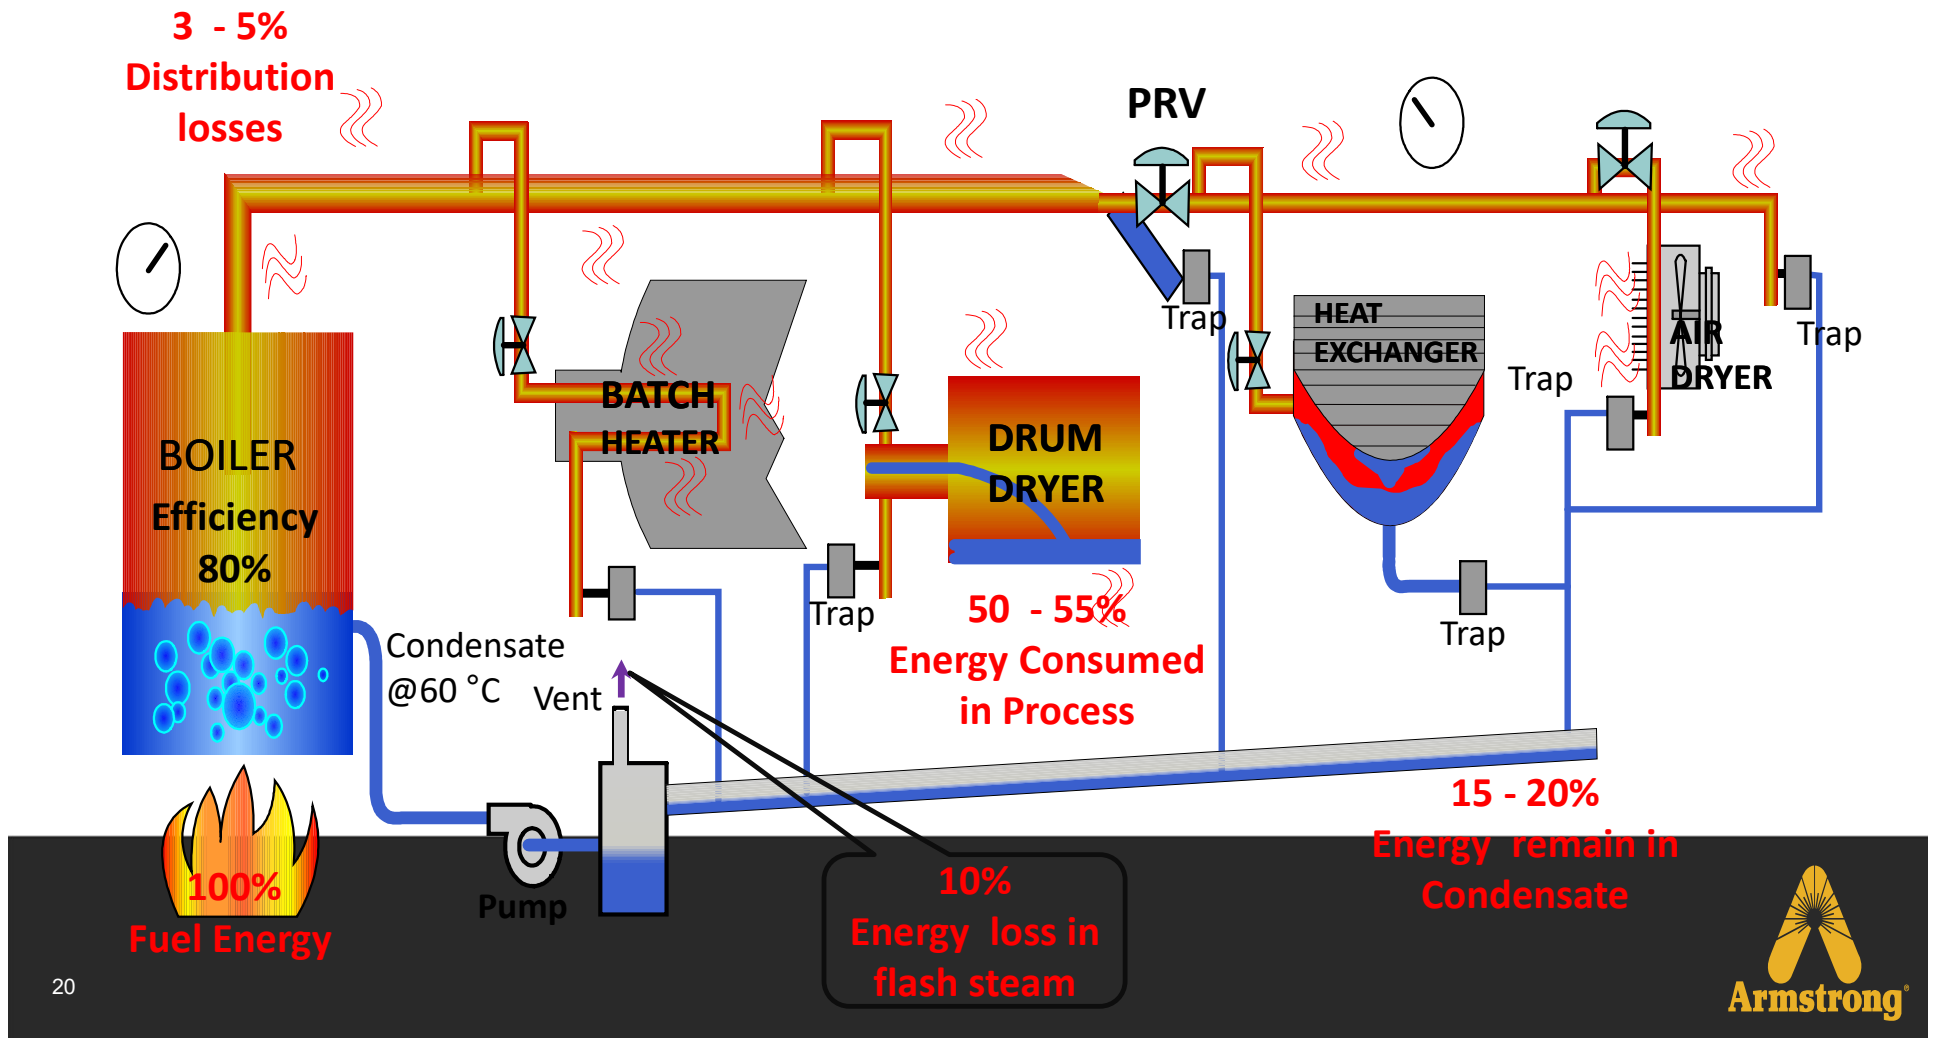 3 - 5%
Distribution
losses
PRV
Trap
HEAT
EXCHANGER
AIR
DRYER
Trap
Trap
BATCH
HEATER
DRUM
DRYER
BOILER
Efficiency
80%
Trap
50 - 55%
Energy Consumed
in Process
Trap
Condensate
@60 °C
Vent
15 - 20%
Energy remain in
Condensate
100%
Fuel Energy
Pump
10%
Energy loss in
flash steam
20
Armstrong®